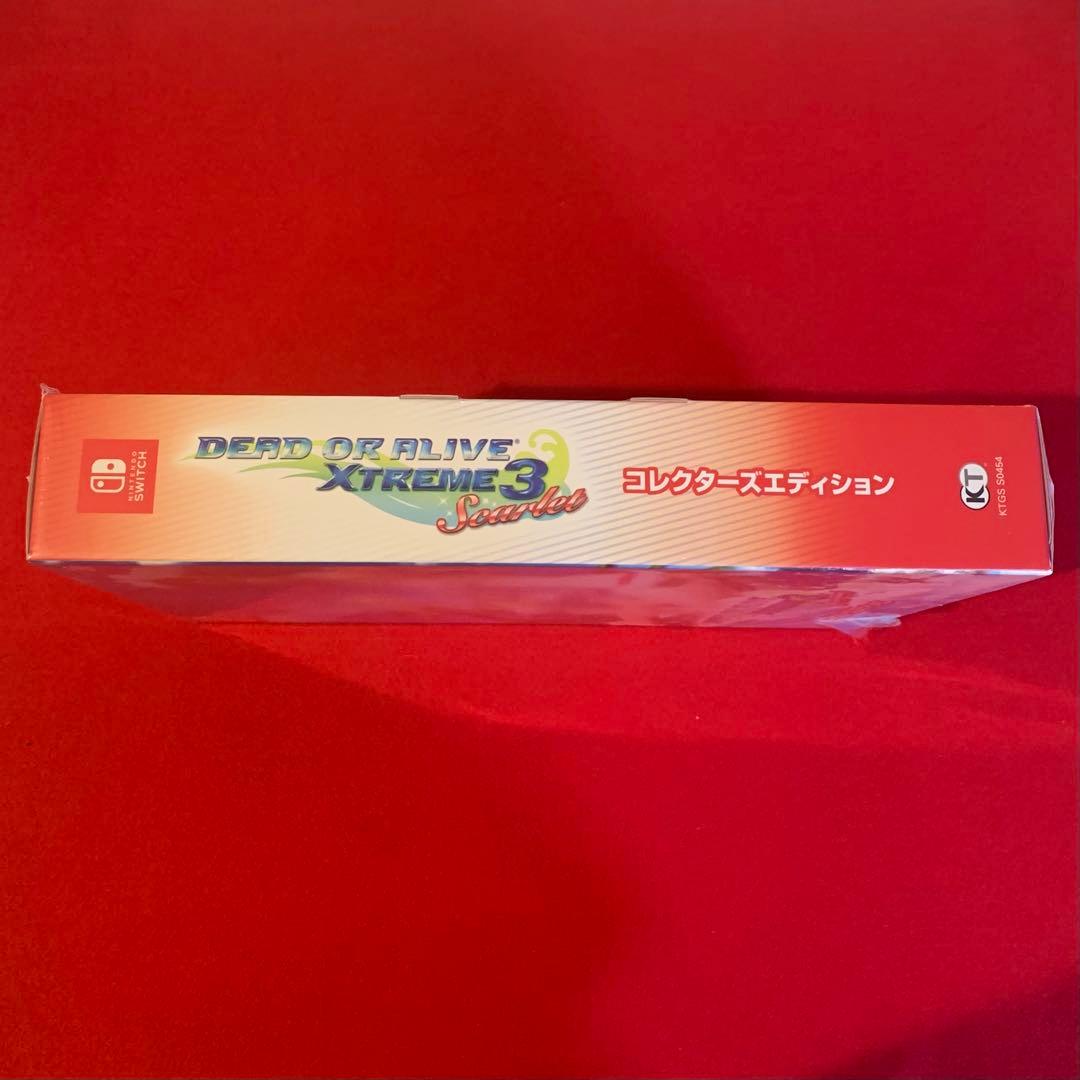 NINTENDO
SWITCH
DEAD OR ALIVE®
XTREME 3
Scarlet
コレクターズエディション
KT
KTGS S0454